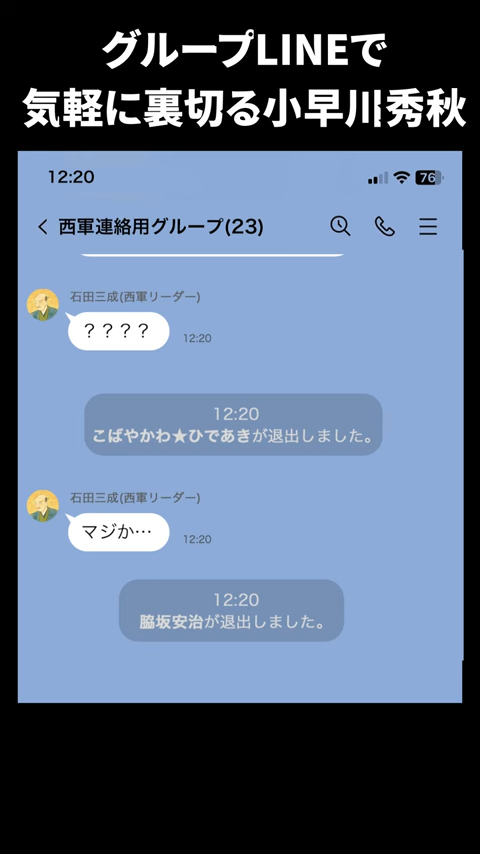 グループLINEで
気軽に裏切る小早川秀秋
12:20
76
西軍連絡用グループ(23)
石田三成(西軍リーダー)
？？？？
12:20
12:20
こばやかわ★ひであきが退出しました。
石田三成(西軍リーダー)
マジか…
12:20
12:20
脇坂安治が退出しました。